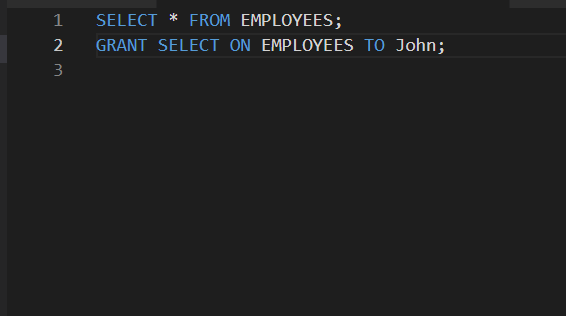 1 SELECT * FROM EMPLOYEES;
2 GRANT SELECT ON EMPLOYEES TO John;
3